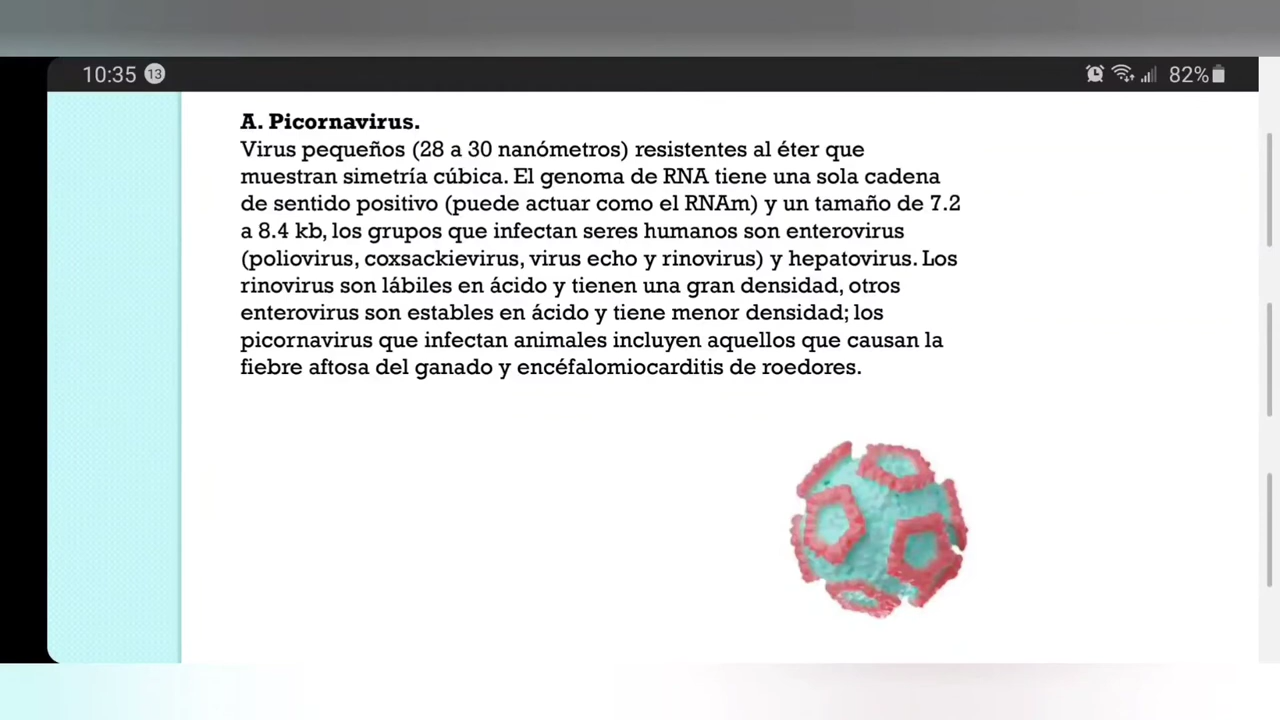 10:35 13 82%
A. Picornavirus.
Virus pequeños (28 a 30 nanómetros) resistentes al éter que
muestran simetría cúbica. El genoma de RNA tiene una sola cadena
de sentido positivo (puede actuar como el RNAm) y un tamaño de 7.2
a 8.4 kb, los grupos que infectan seres humanos son enterovirus
(poliovirus, coxsackievirus, virus echo y rinovirus) y hepatovirus. Los
rinovirus son lábiles en ácido y tienen una gran densidad, otros
enterovirus son estables en ácido y tiene menor densidad; los
picornavirus que infectan animales incluyen aquellos que causan la
fiebre aftosa del ganado y encéfalomiocarditis de roedores.